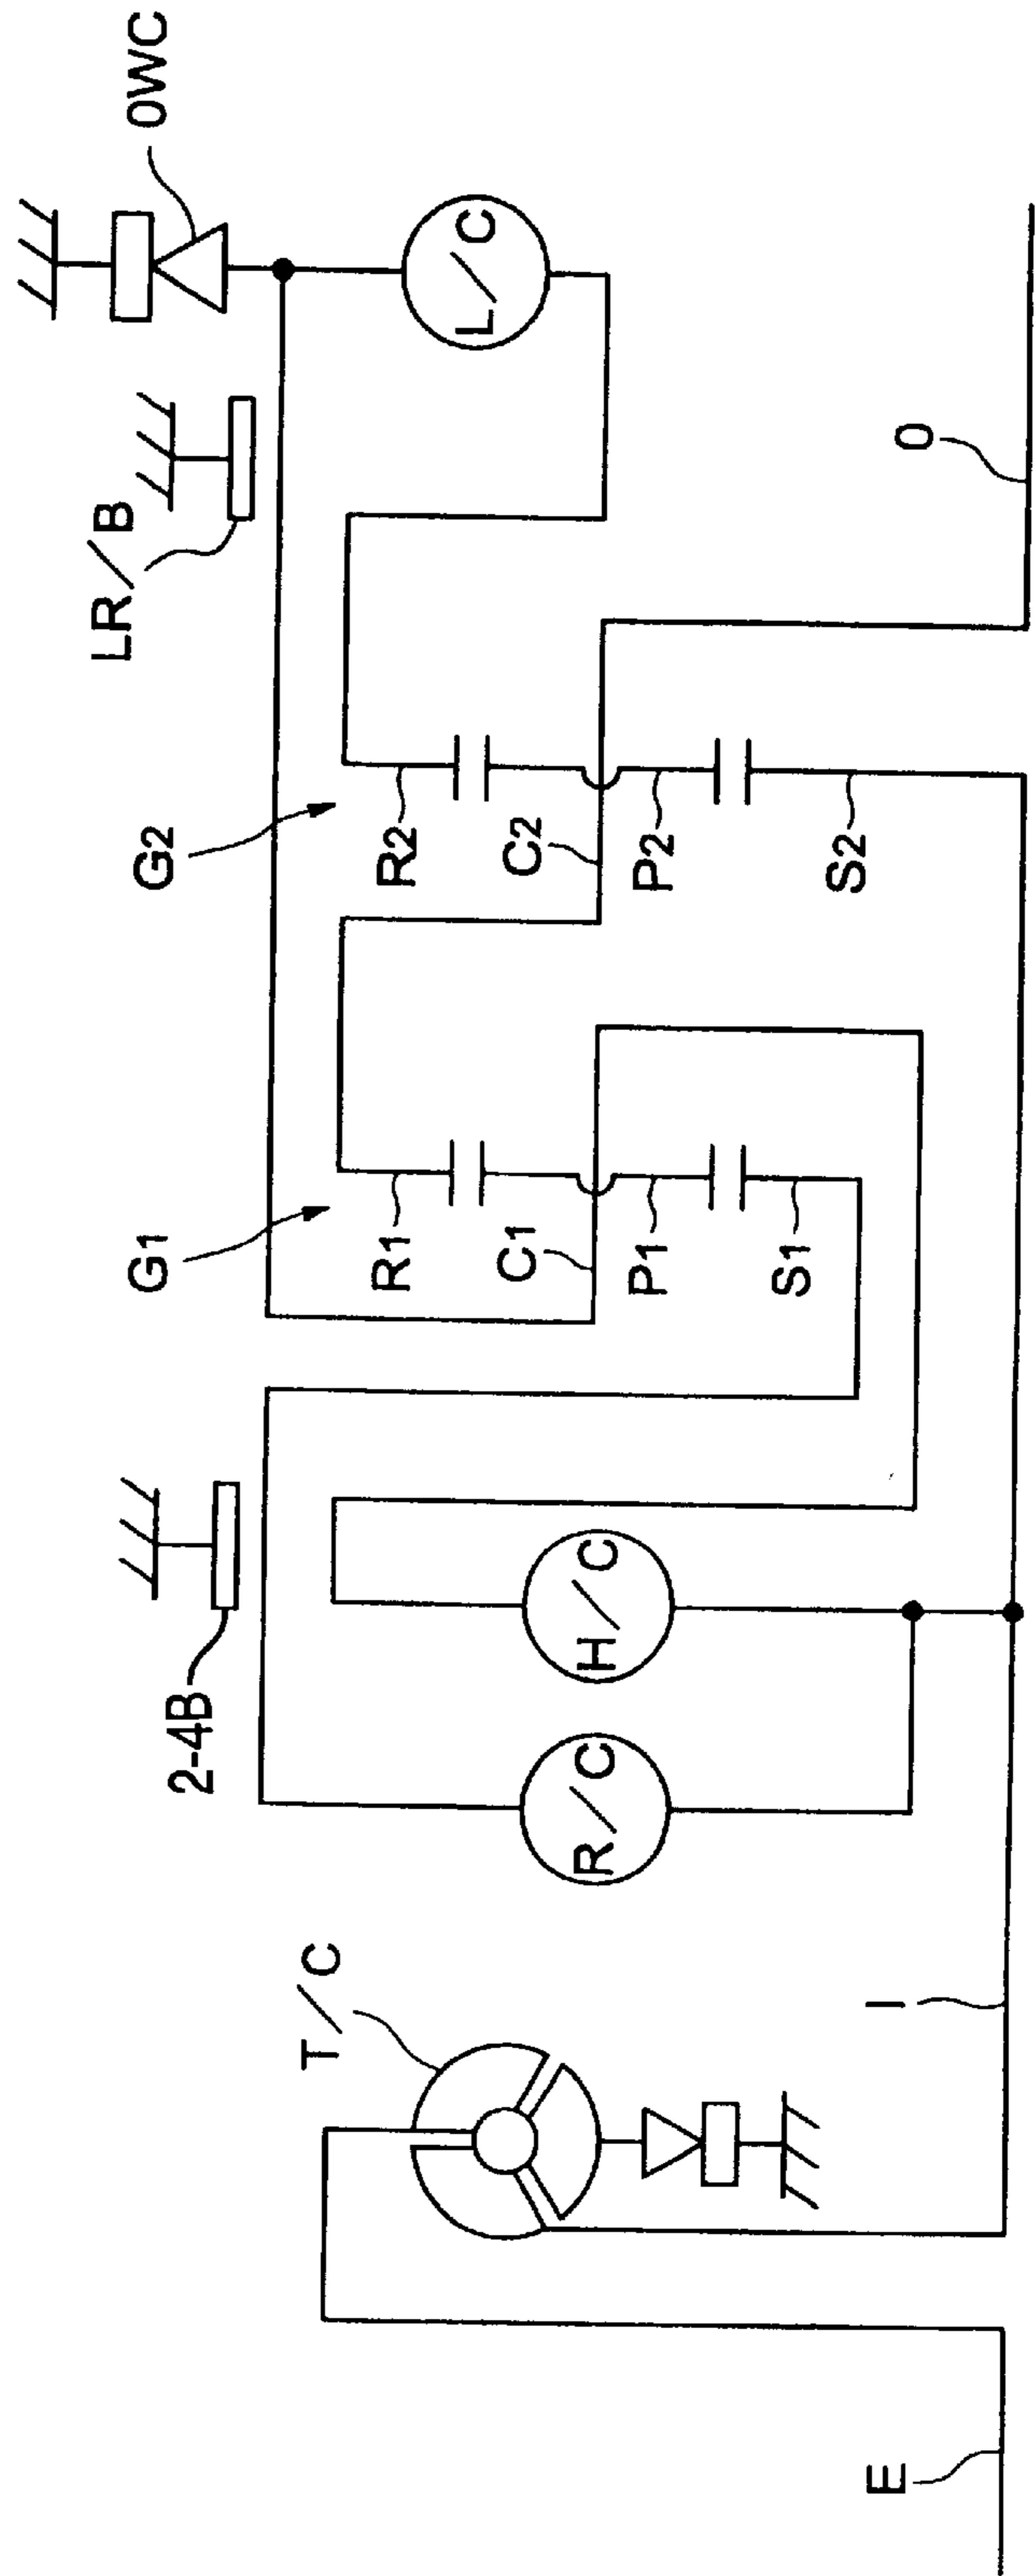 E
T/C
I
R/C
H/C
2-4B
G1
R1
C1
P1
S1
G2
R2
C2
P2
S2
LR/B
L/C
OWC
O